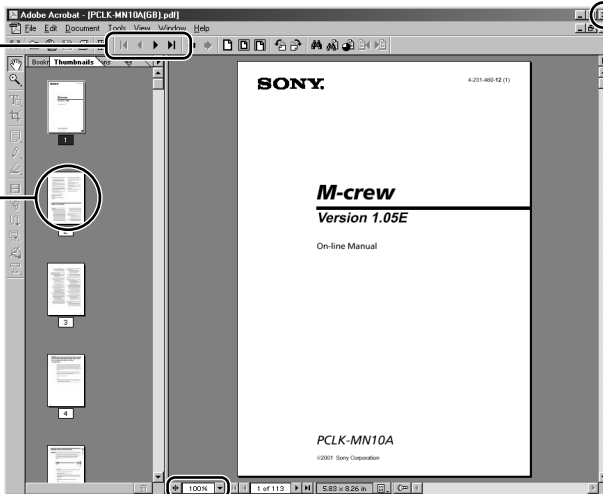 Adobe Acrobat - [PCLK-MN10A(GB).pdf]
File Edit Document Tools View Window Help
Thumbnails
1
3
4
SONY.
4-231-460-12 (1)
M-crew
Version 1.05E
On-line Manual
PCLK-MN10A
©2001 Sony Corporation
100%
1 of 113
5.83 x 8.26 in